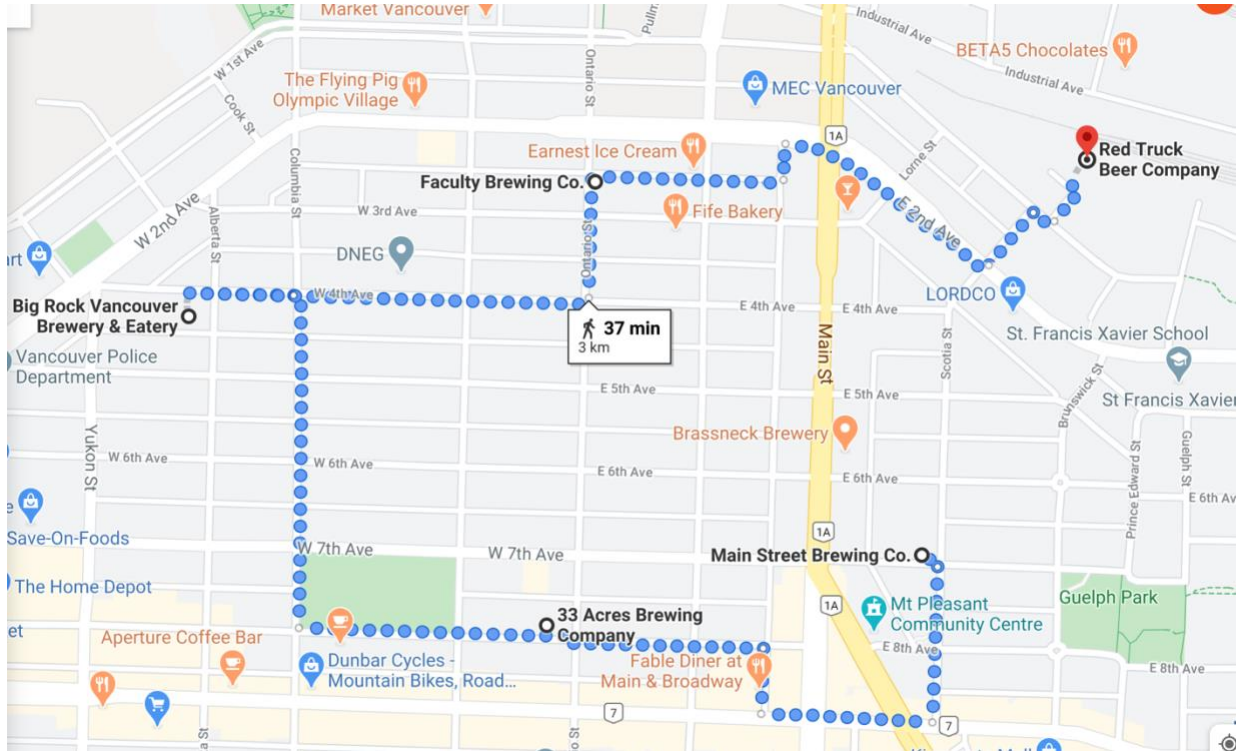 Market Vancouver
Pullm
Ontario St
Industrial Ave
BETA5 Chocolates
Industrial Ave
W 1st Ave
The Flying Pig
Olympic Village
MEC Vancouver
Cook St
Columbia St
1A
Lorne St
Red Truck
Beer Company
Earnest Ice Cream
Faculty Brewing Co.
W 2nd Ave
Alberta St
W 3rd Ave
Fife Bakery
E 2nd Ave
Ontario St
DNEG
art
W 4th Ave
E 4th Ave
E 4th Ave
LORDCO
Big Rock Vancouver
Brewery & Eatery
37 min
3 km
Main St
Scotia St
St. Francis Xavier School
Vancouver Police
Department
E 5th Ave
E 5th Ave
Brunswick St
St Francis Xavier
Yukon St
Brassneck Brewery
W 6th Ave
W 6th Ave
E 6th Ave
E 6th Ave
Prince Edward St
Guelph St
E 6th Av
e
Save-On-Foods
1A
W 7th Ave
W 7th Ave
Main Street Brewing Co.
The Home Depot
Guelph Park
33 Acres Brewing
Company
1A
Mt Pleasant
Community Centre
et
Aperture Coffee Bar
E 8th Ave
E 8th Ave
Dunbar Cycles -
Mountain Bikes, Road...
Fable Diner at
Main & Broadway
7
7
a St
Ontario St